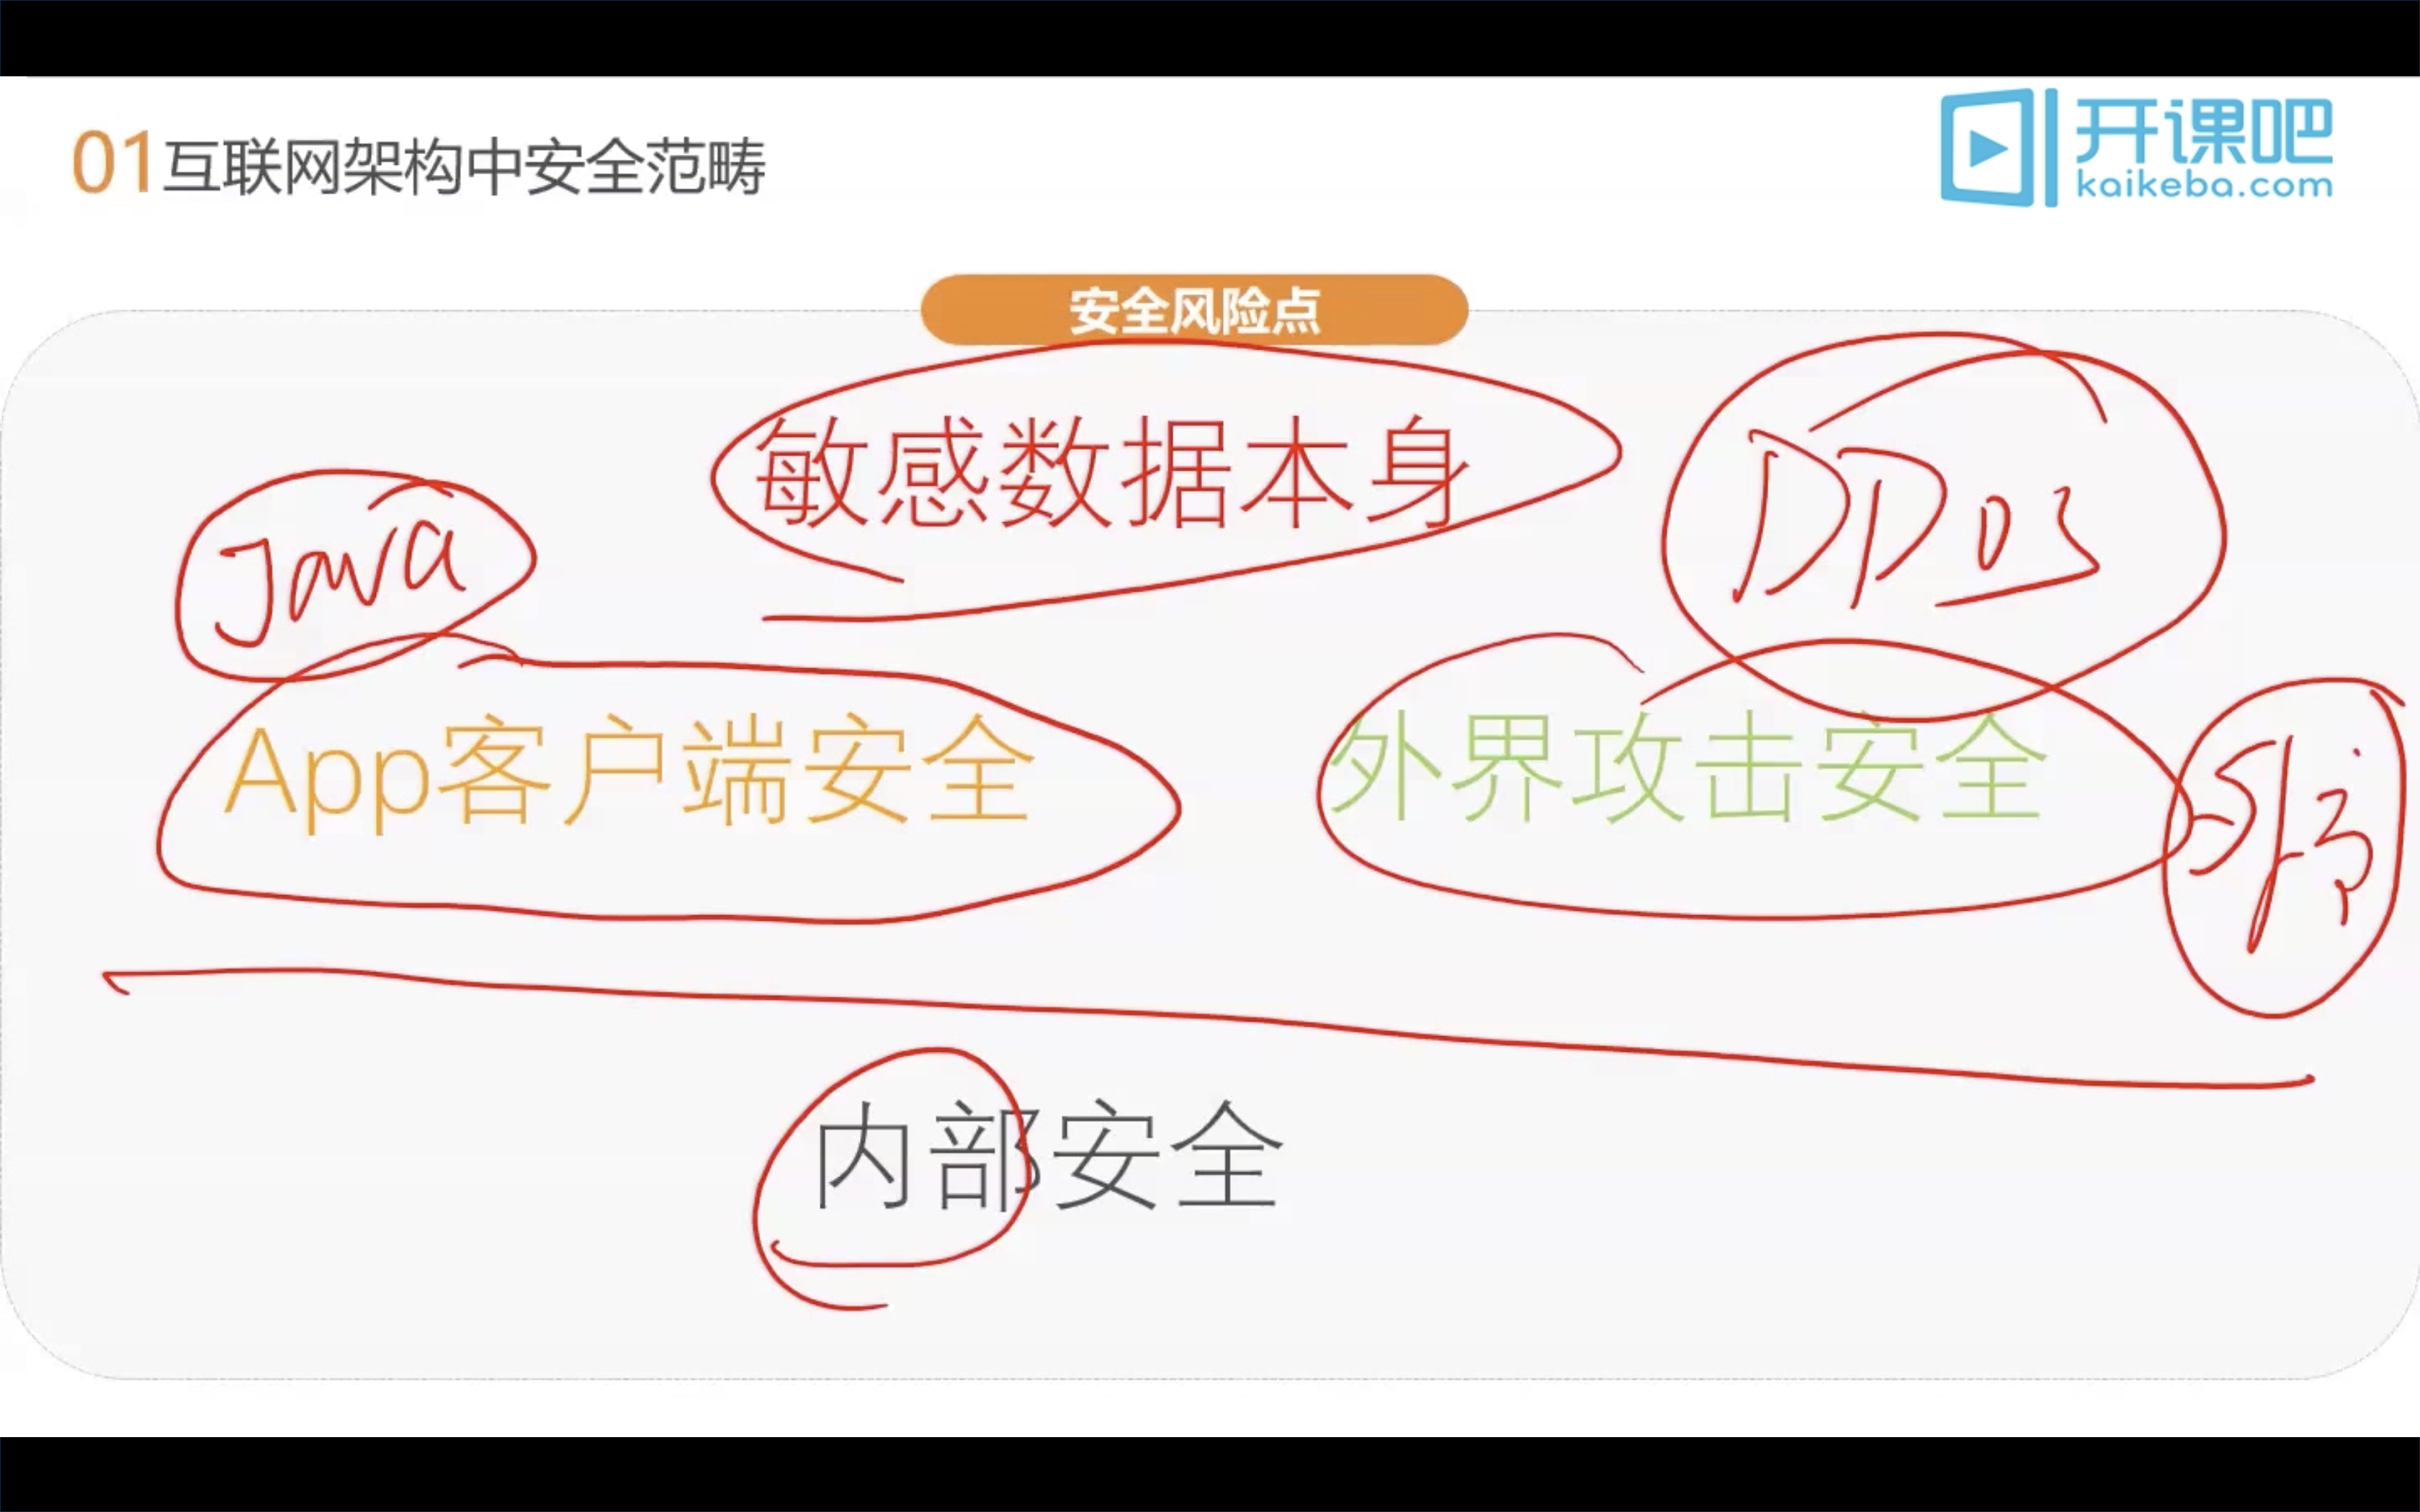 01互联网架构中安全范畴
开课吧
kaikeba.com
安全风险点
敏感数据本身
DDos
Java
App客户端安全
外界攻击安全
内部安全